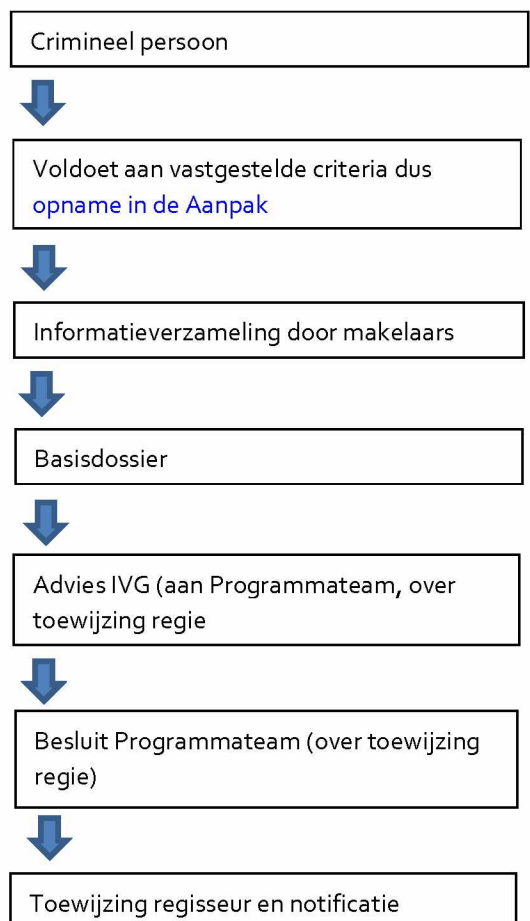 Crimineel persoon
Voldoet aan vastgestelde criteria dus
opname in de Aanpak
Informatieverzameling door makelaars
Basisdossier
Advies IVG (aan Programmateam, over
toewijzing regie
Besluit Programmateam (over toewijzing
regie)
Toewijzing regisseur en notificatie